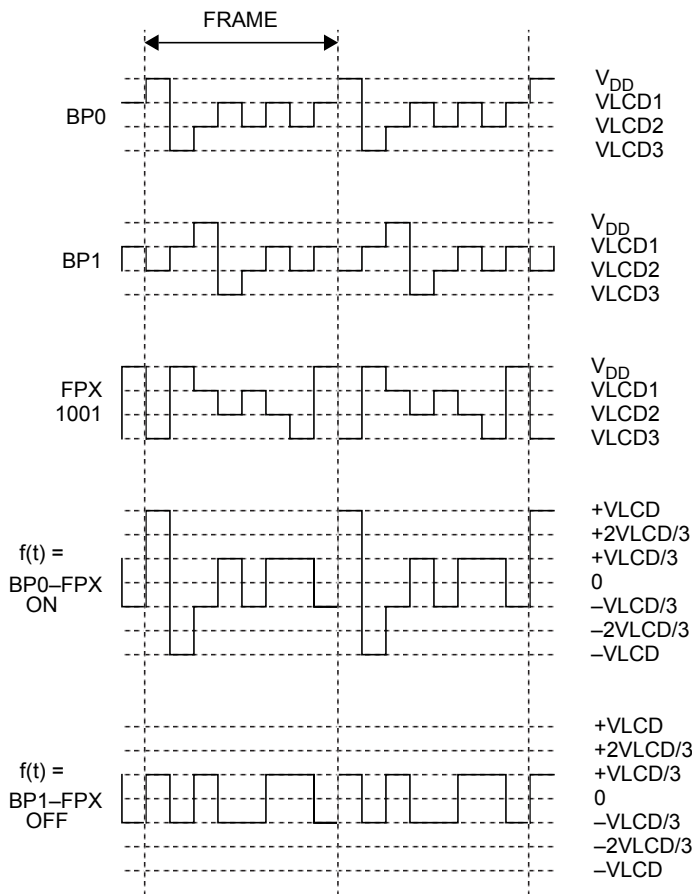 FRAME
BP0
V_DD
VLCD1
VLCD2
VLCD3
BP1
V_DD
VLCD1
VLCD2
VLCD3
FPX
1001
V_DD
VLCD1
VLCD2
VLCD3
f(t) =
BP0–FPX
ON
+VLCD
+2VLCD/3
+VLCD/3
0
–VLCD/3
–2VLCD/3
–VLCD
f(t) =
BP1–FPX
OFF
+VLCD
+2VLCD/3
+VLCD/3
0
–VLCD/3
–2VLCD/3
–VLCD